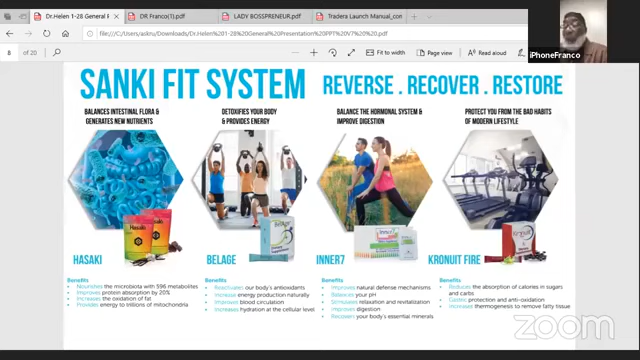 Dr.Helen 1-28 General P
DR Franco(1).pdf
LADY BOSSPRENEUR.pdf
Tradera Launch Manual_con
file:///C:/Users/aokru/Downloads/Dr.Helen%201-28%20General%20Presentation%20PPT%20V7%20%20.pdf
8 of 20
Fit to width
Page view
Read aloud
iPhoneFranco
SANKI FIT SYSTEM
REVERSE . RECOVER . RESTORE
BALANCES INTESTINAL FLORA &
GENERATES NEW NUTRIENTS
DETOXIFIES YOUR BODY
& PROVIDES ENERGY
BALANCE THE HORMONAL SYSTEM &
IMPROVE DIGESTION
PROTECT YOU FROM THE BAD HABITS
OF MODERN LIFESTYLE
HASAKI
BELAGE
INNER7
KRONUIT FIRE
Benefits
Nourishes the microbiota with 596 metabolites
Improves protein absorption by 20%
Increases the oxidation of fat
Provides energy to trillions of mitochondria
Benefits
Reactivates our body's antioxidants
Increase energy production naturally
Improves blood circulation
Increases hydration at the cellular level
Benefits
Improves natural defense mechanisms
Balances your pH
Stimulates relaxation and revitalization
Improves digestion
Recovers your body's essential minerals
Benefits
Reduces the absorption of calories in sugars
and carbs
Gastric protection and anti-oxidation
Increases thermogenesis to remove fatty tissue
zoom